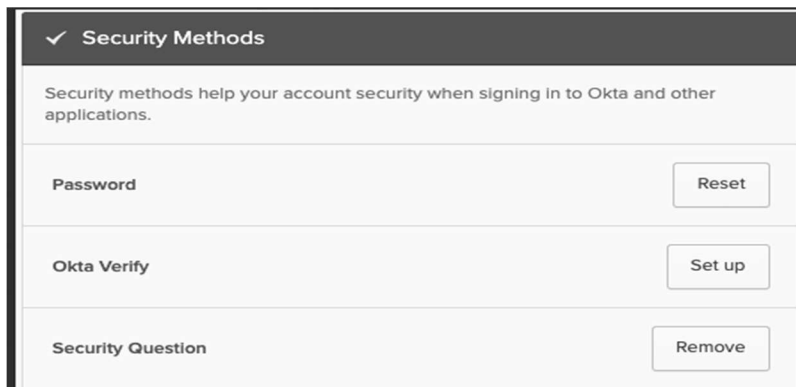 Security Methods
Security methods help your account security when signing in to Okta and other
applications.
Password
Reset
Okta Verify
Set up
Security Question
Remove